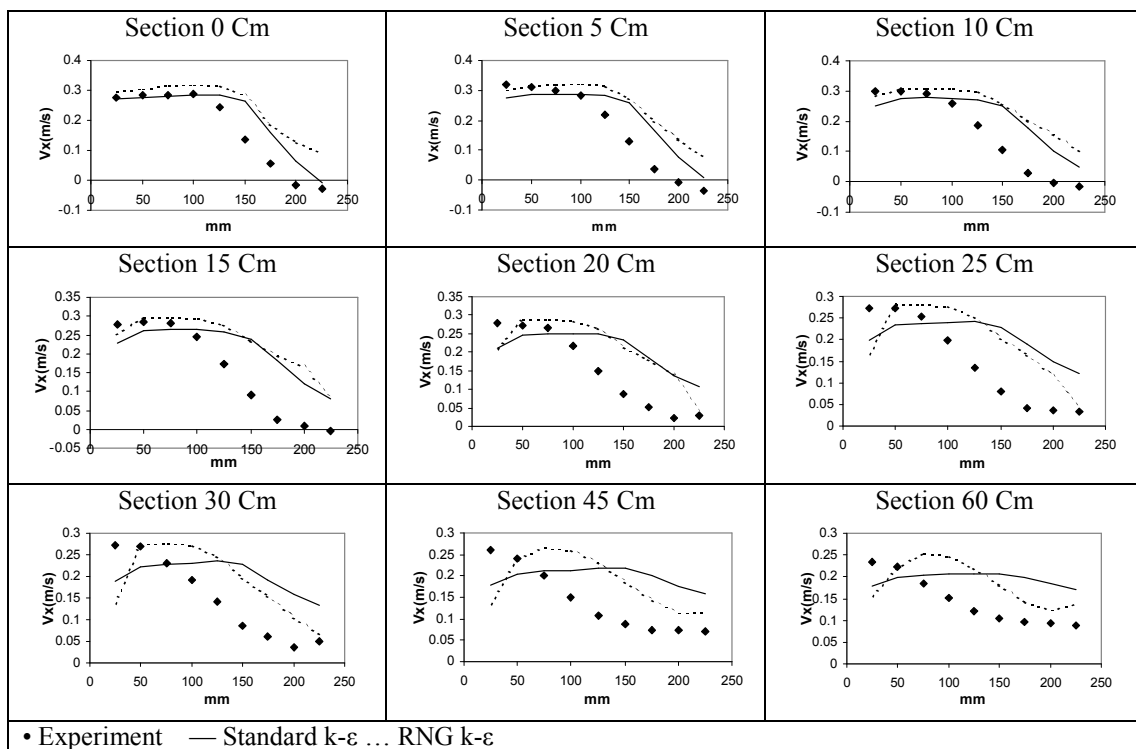 Section 0 Cm
0.4
0.3
0.2
0.1
0
-0.1
Vx(m/s)
0 50 100 150 200 250
mm
Section 5 Cm
0.4
0.3
0.2
0.1
0
-0.1
Vx(m/s)
0 50 100 150 200 250
mm
Section 10 Cm
0.4
0.3
0.2
0.1
0
-0.1
Vx(m/s)
0 50 100 150 200 250
mm
Section 15 Cm
0.35
0.3
0.25
0.2
0.15
0.1
0.05
0
-0.05
Vx(m/s)
0 50 100 150 200 250
mm
Section 20 Cm
0.35
0.3
0.25
0.2
0.15
0.1
0.05
0
Vx(m/s)
0 50 100 150 200 250
mm
Section 25 Cm
0.3
0.25
0.2
0.15
0.1
0.05
0
Vx(m/s)
0 50 100 150 200 250
mm
Section 30 Cm
0.3
0.25
0.2
0.15
0.1
0.05
0
Vx(m/s)
0 50 100 150 200 250
mm
Section 45 Cm
0.3
0.25
0.2
0.15
0.1
0.05
0
Vx(m/s)
0 50 100 150 200 250
mm
Section 60 Cm
0.3
0.25
0.2
0.15
0.1
0.05
0
Vx(m/s)
0 50 100 150 200 250
mm
• Experiment — Standard k-ε ... RNG k-ε